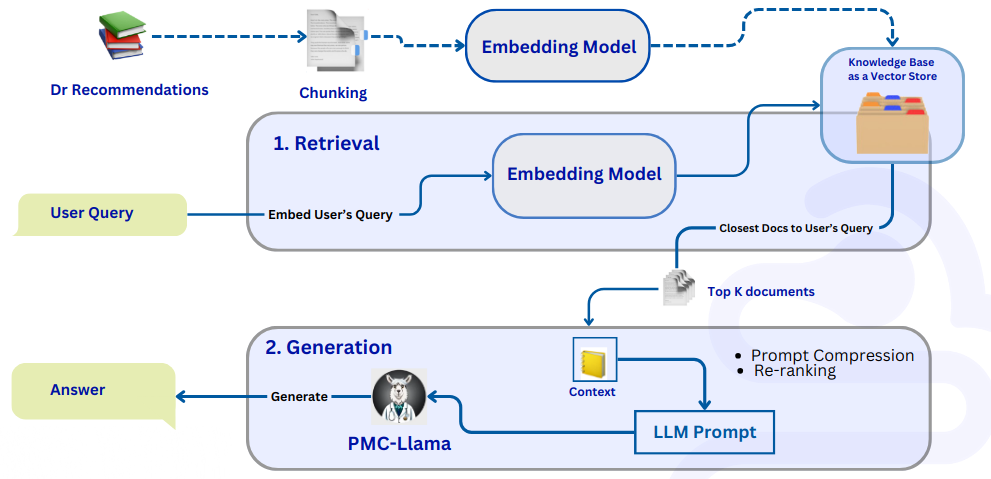 Dr Recommendations
Chunking
Embedding Model
Knowledge Base
as a Vector Store
1. Retrieval
Embedding Model
User Query
Embed User's Query
Closest Docs to User's Query
Top K documents
2. Generation
Context
• Prompt Compression
• Re-ranking
Answer
Generate
PMC-Llama
LLM Prompt